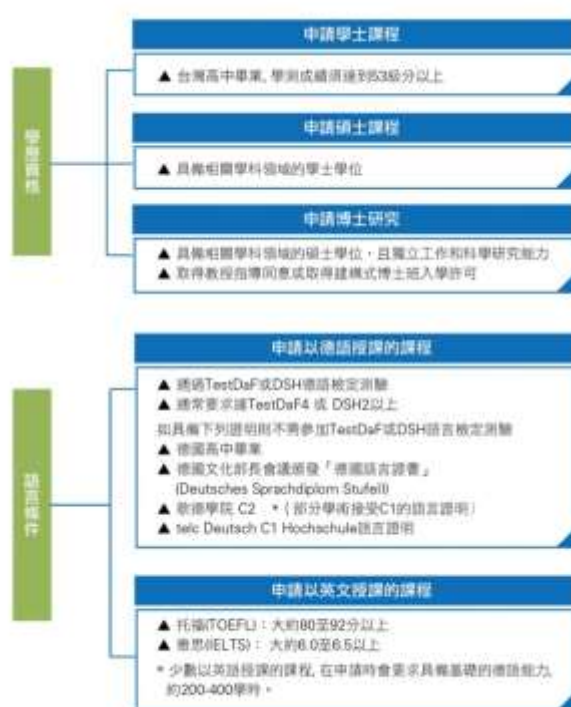 學歷資格
申請學士課程
▲ 台灣高中畢業, 學測成績須達到53級分以上
申請碩士課程
▲ 具備相關學科領域的學士學位
申請博士研究
▲ 具備相關學科領域的碩士學位，且獨立工作和科學研究能力
▲ 取得教授指導同意或取得建構式博士班入學許可
語言條件
申請以德語授課的課程
▲ 通過TestDaF或DSH德語檢定測驗
▲ 通常要求讓TestDaF4 或 DSH2以上
如具備下列證明則不需參加TestDaF或DSH語言檢定測驗
▲ 德國高中畢業
▲ 德國文化部長會議頒發「德國語言證書」
(Deutsches Sprachdiplom StufeII)
▲ 歌德學院 C2 *（部分學術接受C1的語言證明）
▲ telc Deutsch C1 Hochschule語言證明
申請以英文授課的課程
▲ 托福(TOEFL)：大約80至92分以上
▲ 雅思(IELTS)： 大約6.0至6.5以上
* 少數以英語授課的課程, 在申請時會要求具備基礎的德語能力,
約200-400學時。